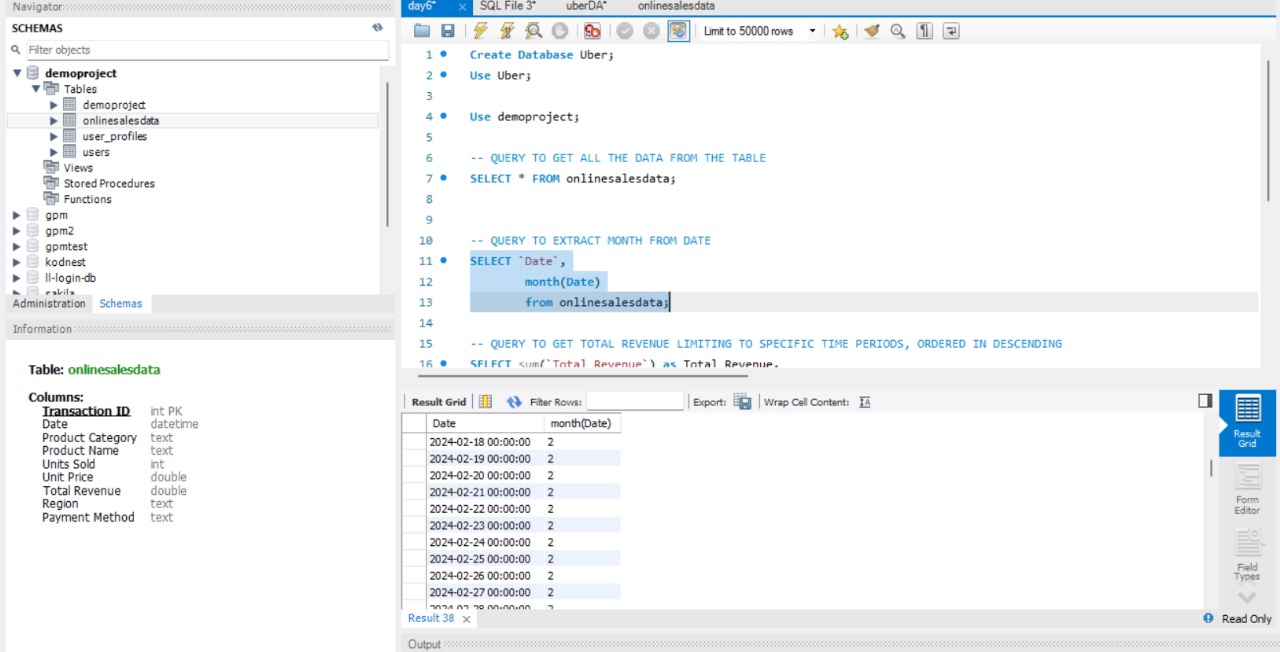 Navigator
SCHEMAS
Filter objects
demoproject
Tables
demoproject
onlinesalesdata
user_profiles
users
Views
Stored Procedures
Functions
gpm
gpm2
gpmtest
kodnest
ll-login-db
sakila
Administration Schemas
Information
Table: onlinesalesdata
Columns:
Transaction ID int PK
Date datetime
Product Category text
Product Name text
Units Sold int
Unit Price double
Total Revenue double
Region text
Payment Method text
day6* SQL File 3* uberDA* onlinesalesdata
Limit to 50000 rows
1 Create Database Uber;
2 Use Uber;
3
4 Use demoproject;
5
6 -- QUERY TO GET ALL THE DATA FROM THE TABLE
7 SELECT * FROM onlinesalesdata;
8
9
10 -- QUERY TO EXTRACT MONTH FROM DATE
11 SELECT `Date`,
12 month(Date)
13 from onlinesalesdata;
14
15 -- QUERY TO GET TOTAL REVENUE LIMITING TO SPECIFIC TIME PERIODS, ORDERED IN DESCENDING
16 SELECT sum(`Total Revenue`) as Total_Revenue,
Result Grid Filter Rows: Export: Wrap Cell Content:
Date month(Date)
2024-02-18 00:00:00 2
2024-02-19 00:00:00 2
2024-02-20 00:00:00 2
2024-02-21 00:00:00 2
2024-02-22 00:00:00 2
2024-02-23 00:00:00 2
2024-02-24 00:00:00 2
2024-02-25 00:00:00 2
2024-02-26 00:00:00 2
2024-02-27 00:00:00 2
2024-02-28 00:00:00 2
Result
Grid
Form
Editor
Field
Types
Result 38
Read Only
Output